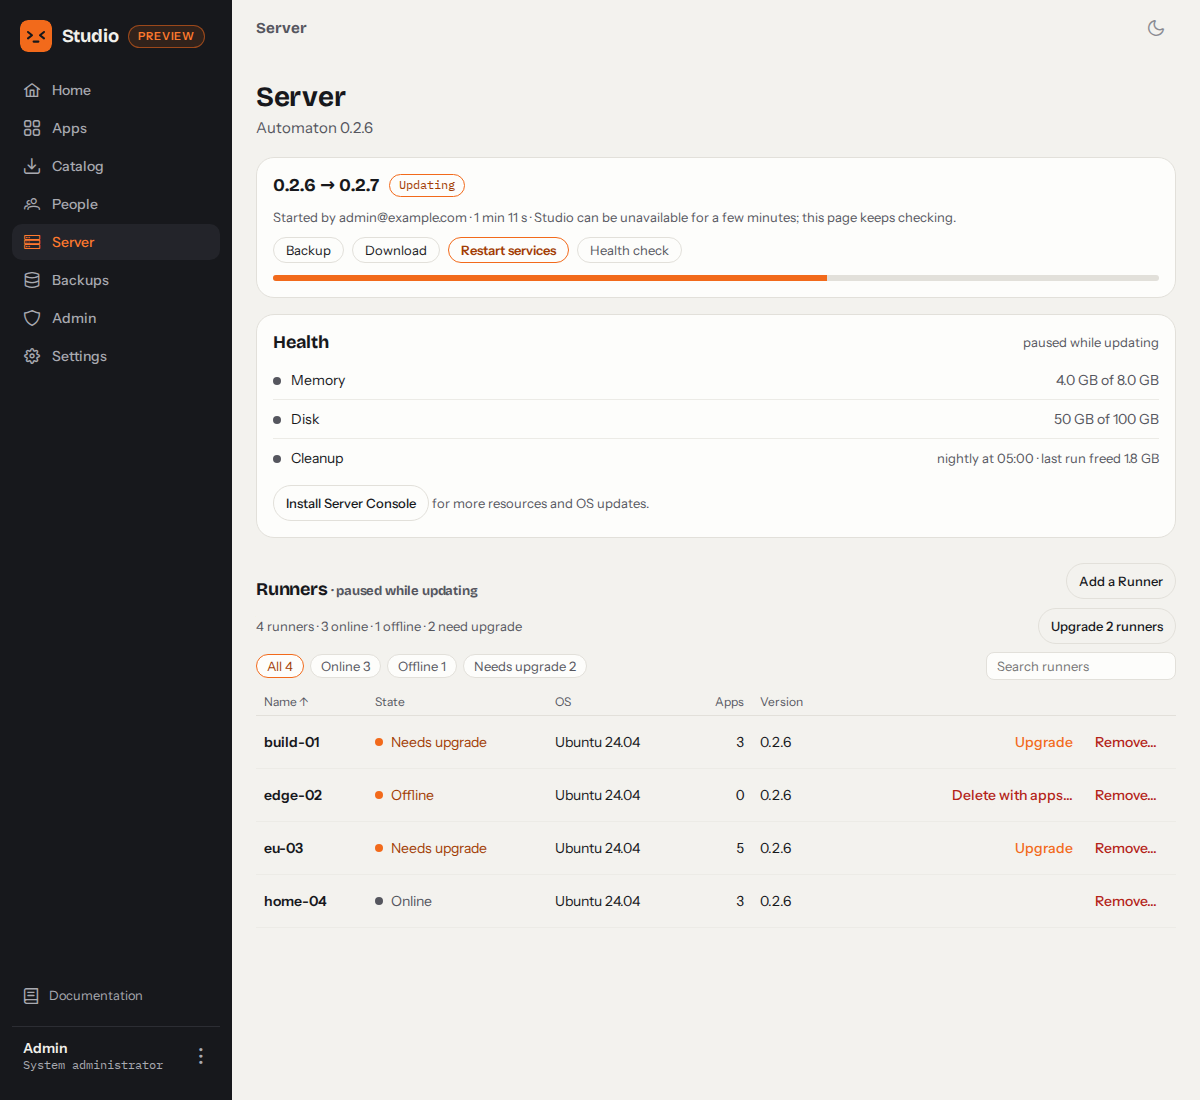 Studio PREVIEW
Home
Apps
Catalog
People
Server
Backups
Admin
Settings
Documentation
Admin
System administrator
Server
Server
Automaton 0.2.6
0.2.6 → 0.2.7 Updating
Started by admin@example.com · 1 min 11 s · Studio can be unavailable for a few minutes; this page keeps checking.
Backup Download Restart services Health check
Health paused while updating
Memory 4.0 GB of 8.0 GB
Disk 50 GB of 100 GB
Cleanup nightly at 05:00 · last run freed 1.8 GB
Install Server Console for more resources and OS updates.
Runners · paused while updating Add a Runner
4 runners · 3 online · 1 offline · 2 need upgrade Upgrade 2 runners
All 4 Online 3 Offline 1 Needs upgrade 2 Search runners
Name ↑ State OS Apps Version
build-01 Needs upgrade Ubuntu 24.04 3 0.2.6 Upgrade Remove...
edge-02 Offline Ubuntu 24.04 0 0.2.6 Delete with apps... Remove...
eu-03 Needs upgrade Ubuntu 24.04 5 0.2.6 Upgrade Remove...
home-04 Online Ubuntu 24.04 3 0.2.6 Remove...